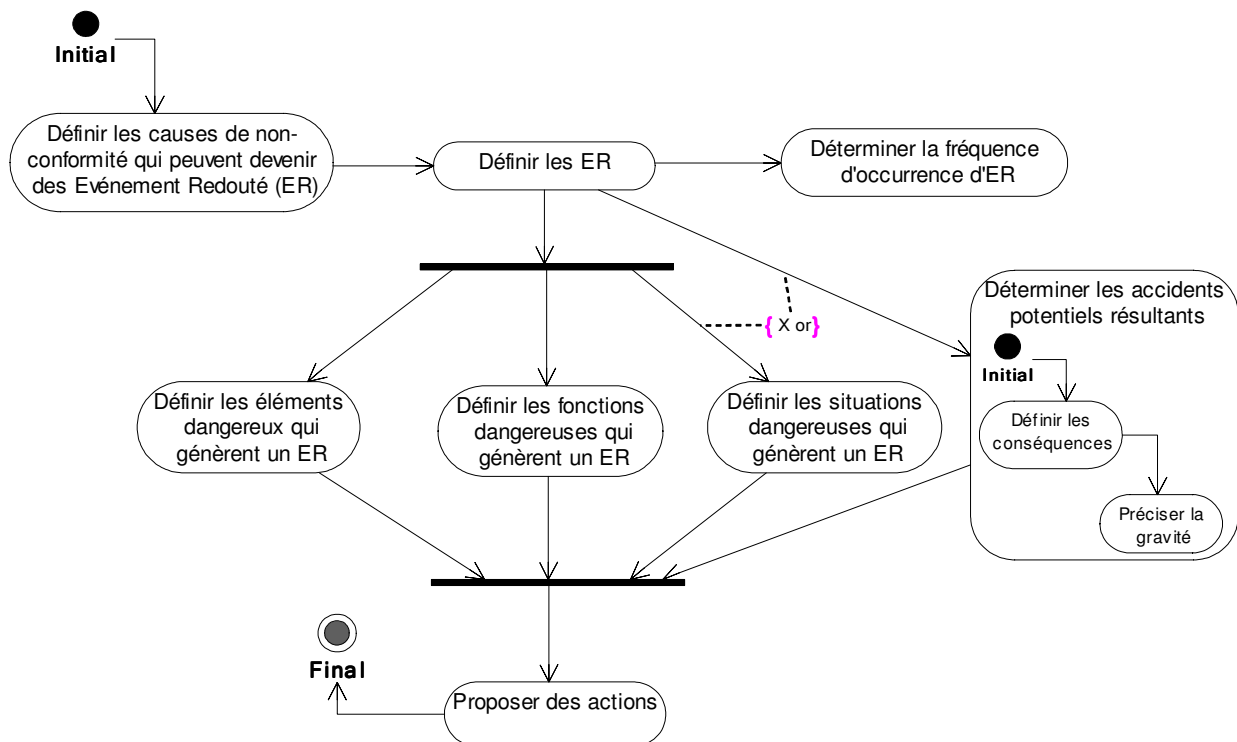 Initial
Définir les causes de non-
conformité qui peuvent devenir
des Evénement Redouté (ER)
Définir les ER
Déterminer la fréquence
d'occurrence d'ER
{ X or}
Déterminer les accidents
potentiels résultants
Initial
Définir les
conséquences
Préciser la
gravité
Définir les éléments
dangereux qui
génèrent un ER
Définir les fonctions
dangereuses qui
génèrent un ER
Définir les situations
dangereuses qui
génèrent un ER
Final
Proposer des actions